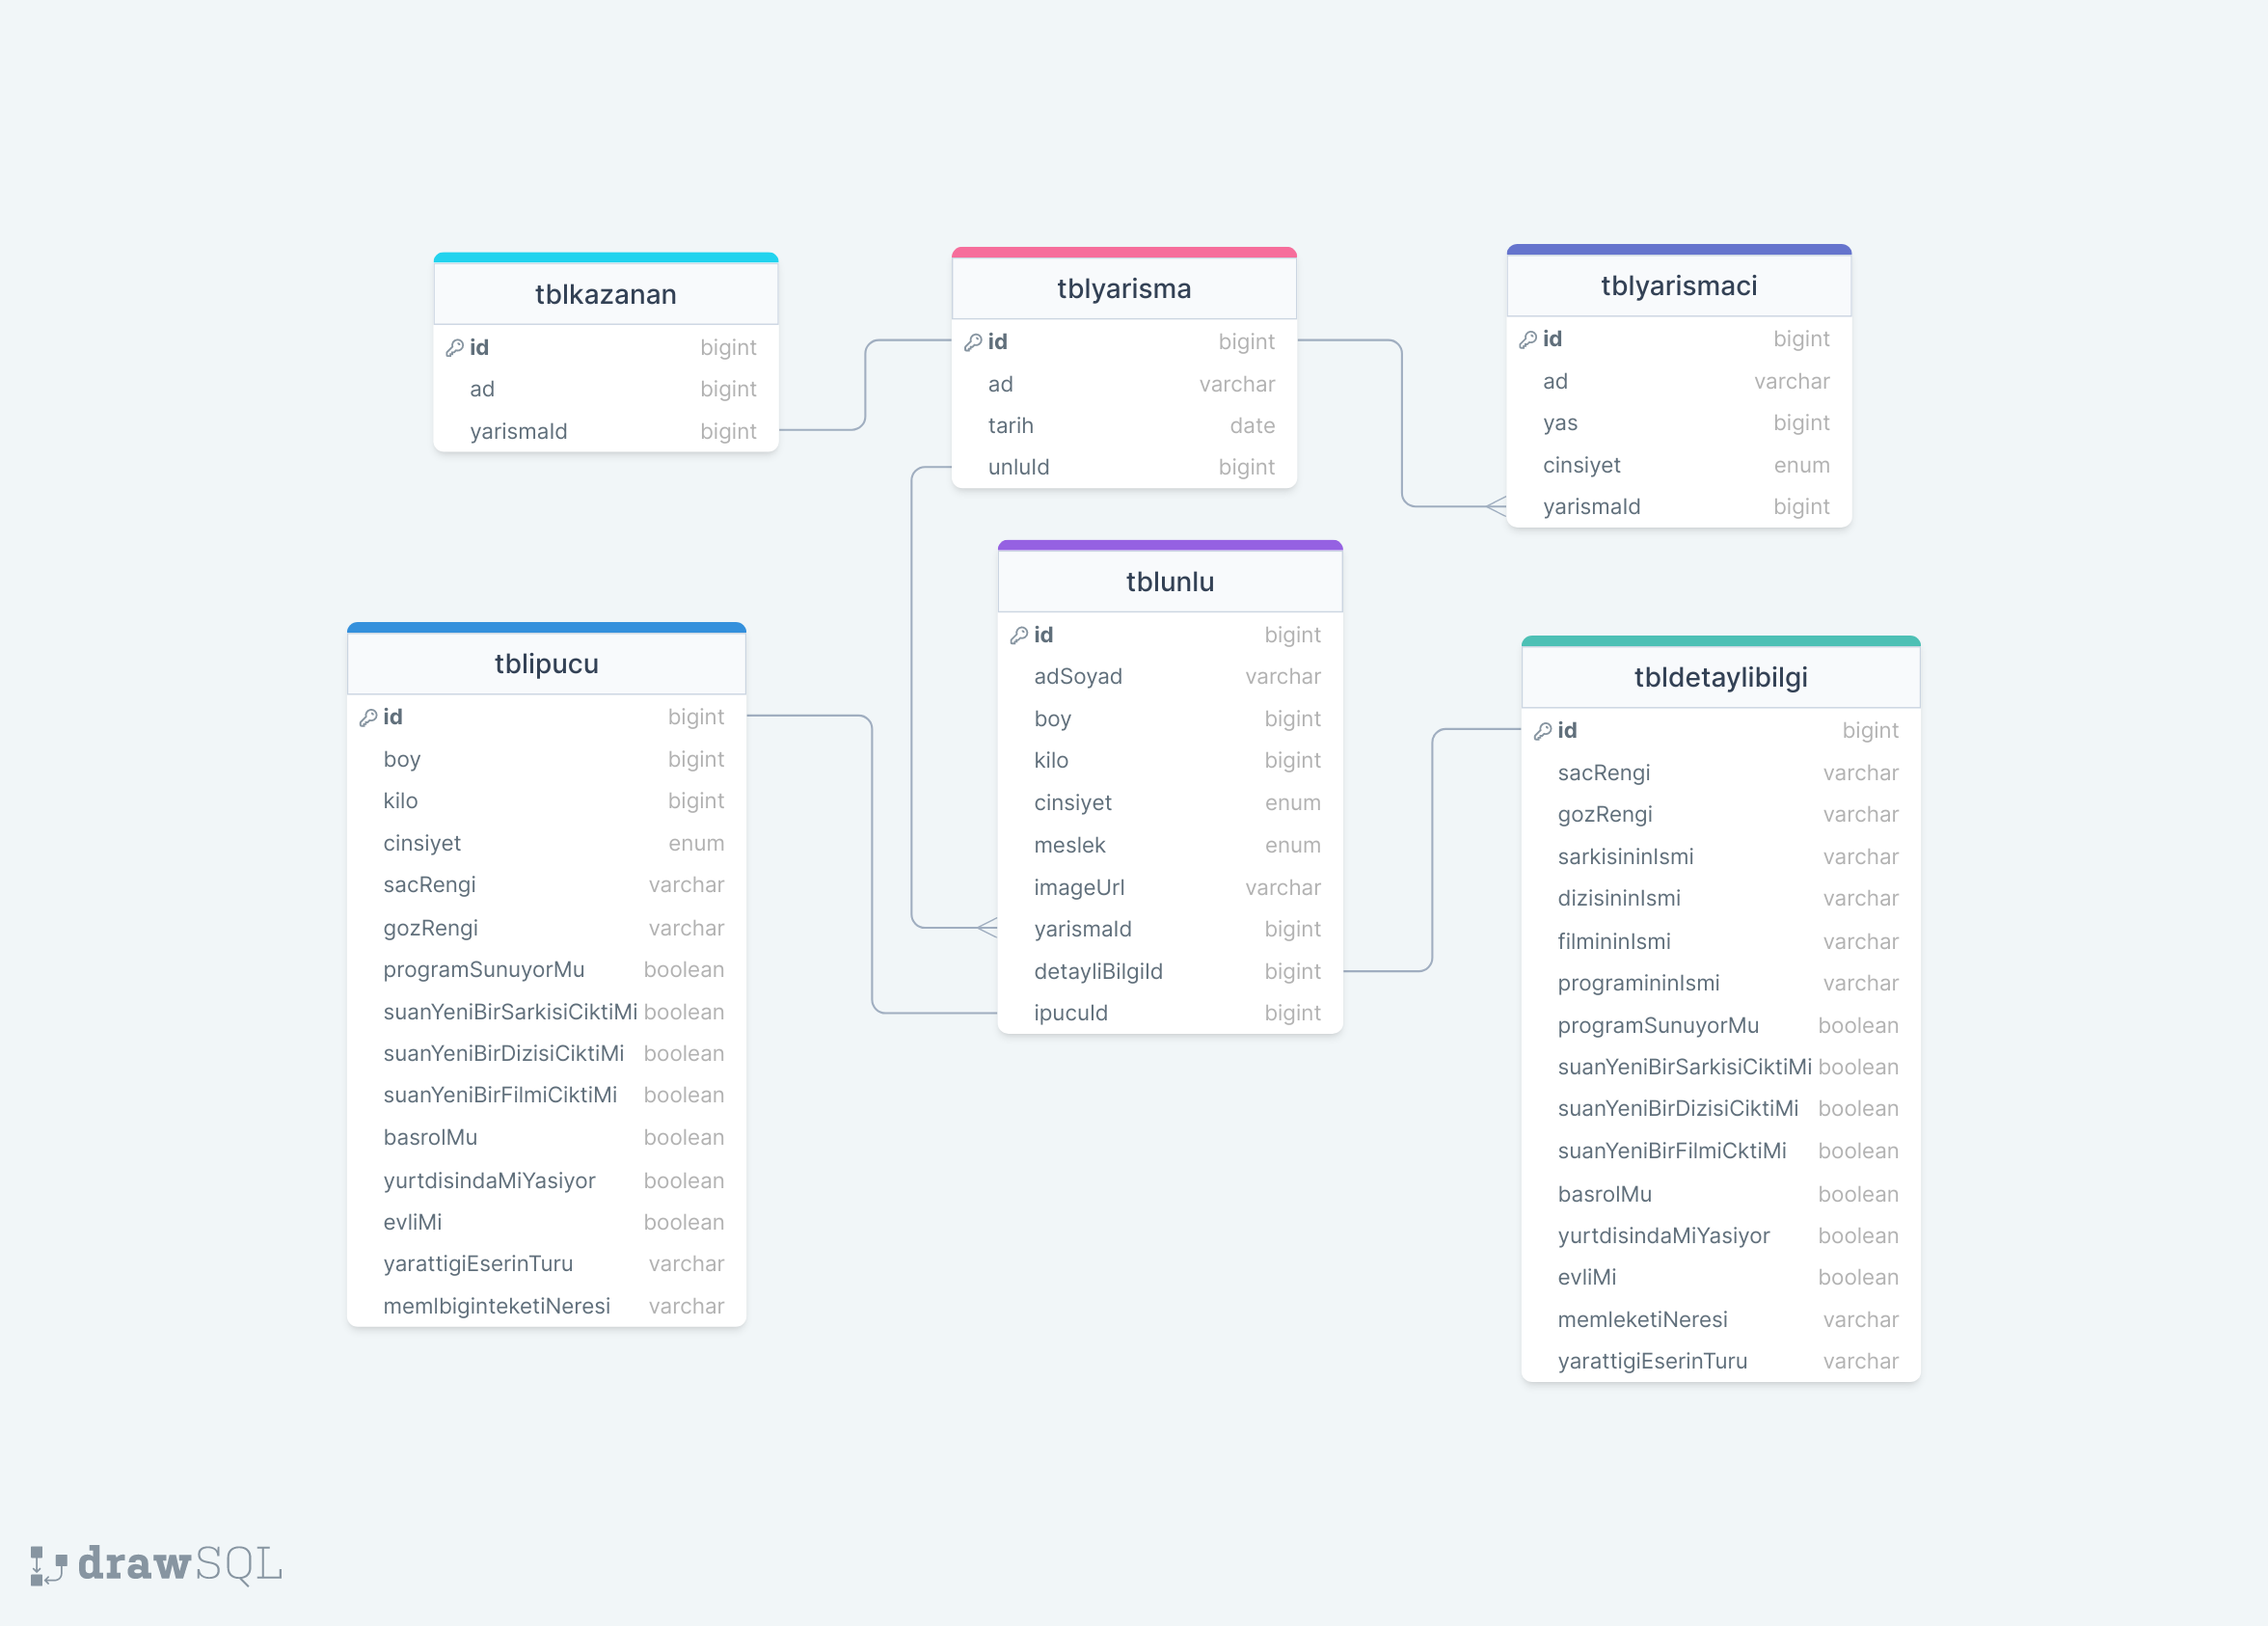 tblkazanan
id bigint
ad bigint
yarismaId bigint
tblyarisma
id bigint
ad varchar
tarih date
unluId bigint
tblyarismaci
id bigint
ad varchar
yas bigint
cinsiyet enum
yarismaId bigint
tblipucu
id bigint
boy bigint
kilo bigint
cinsiyet enum
sacRengi varchar
gozRengi varchar
programSunuyorMu boolean
suanYeniBirSarkisiCiktiMi boolean
suanYeniBirDizisiCiktiMi boolean
suanYeniBirFilmiCiktiMi boolean
basrolMu boolean
yurtdisindaMiYasiyor boolean
evliMi boolean
yarattigiEserinTuru varchar
memlbiginteketiNeresi varchar
tblunlu
id bigint
adSoyad varchar
boy bigint
kilo bigint
cinsiyet enum
meslek enum
imageUrl varchar
yarismaId bigint
detayliBilgiId bigint
ipucuId bigint
tbldetaylibilgi
id bigint
sacRengi varchar
gozRengi varchar
sarkisininIsmi varchar
dizisininIsmi varchar
filmininIsmi varchar
programininIsmi varchar
programSunuyorMu boolean
suanYeniBirSarkisiCiktiMi boolean
suanYeniBirDizisiCiktiMi boolean
suanYeniBirFilmiCktiMi boolean
basrolMu boolean
yurtdisindaMiYasiyor boolean
evliMi boolean
memleketiNeresi varchar
yarattigiEserinTuru varchar
drawSQL